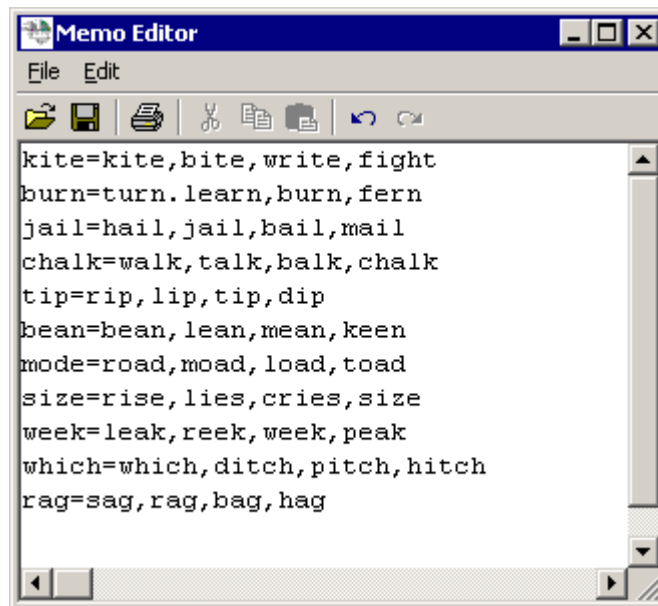 Memo Editor
File Edit
kite=kite,bite,write,fight
burn=turn.learn,burn,fern
jail=hail,jail,bail,mail
chalk=walk,talk,balk,chalk
tip=rip,lip,tip,dip
bean=bean,lean,mean,keen
mode=road,moad,load,toad
size=rise,lies,cries,size
week=leak,reek,week,peak
which=which,ditch,pitch,hitch
rag=sag,rag,bag,hag